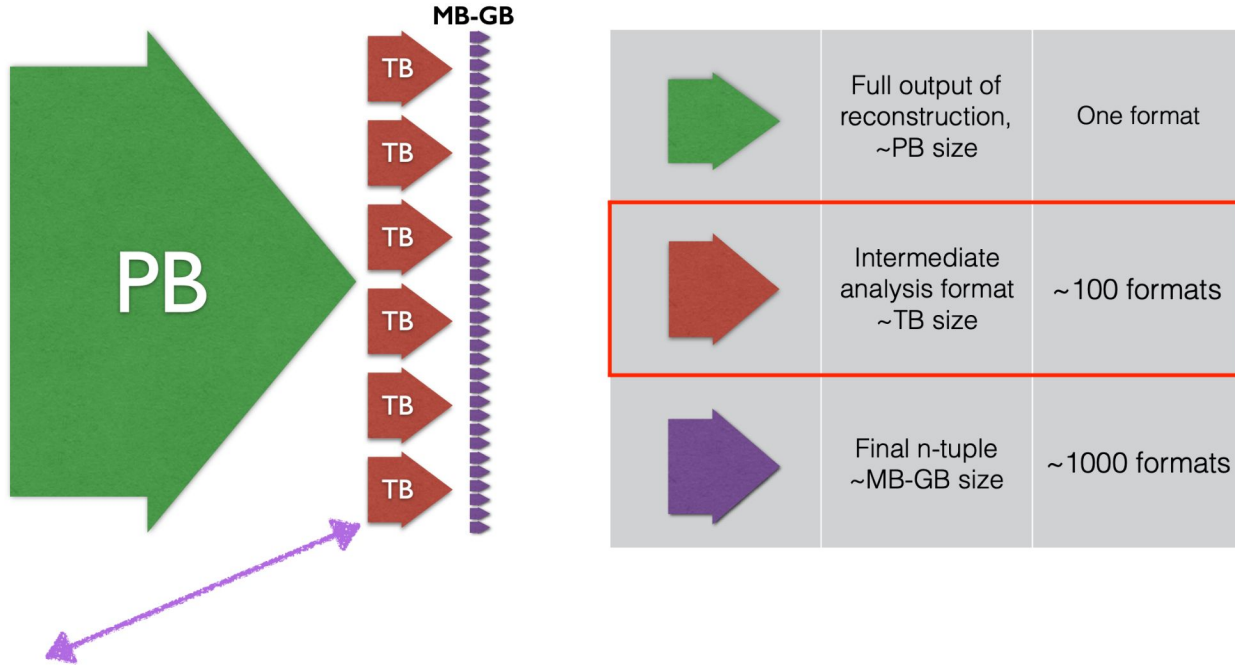 MB-GB
PB
TB
TB
TB
TB
TB
TB
Full output of
reconstruction,
~PB size
One format
Intermediate
analysis format
~TB size
~100 formats
Final n-tuple
~MB-GB size
~1000 formats